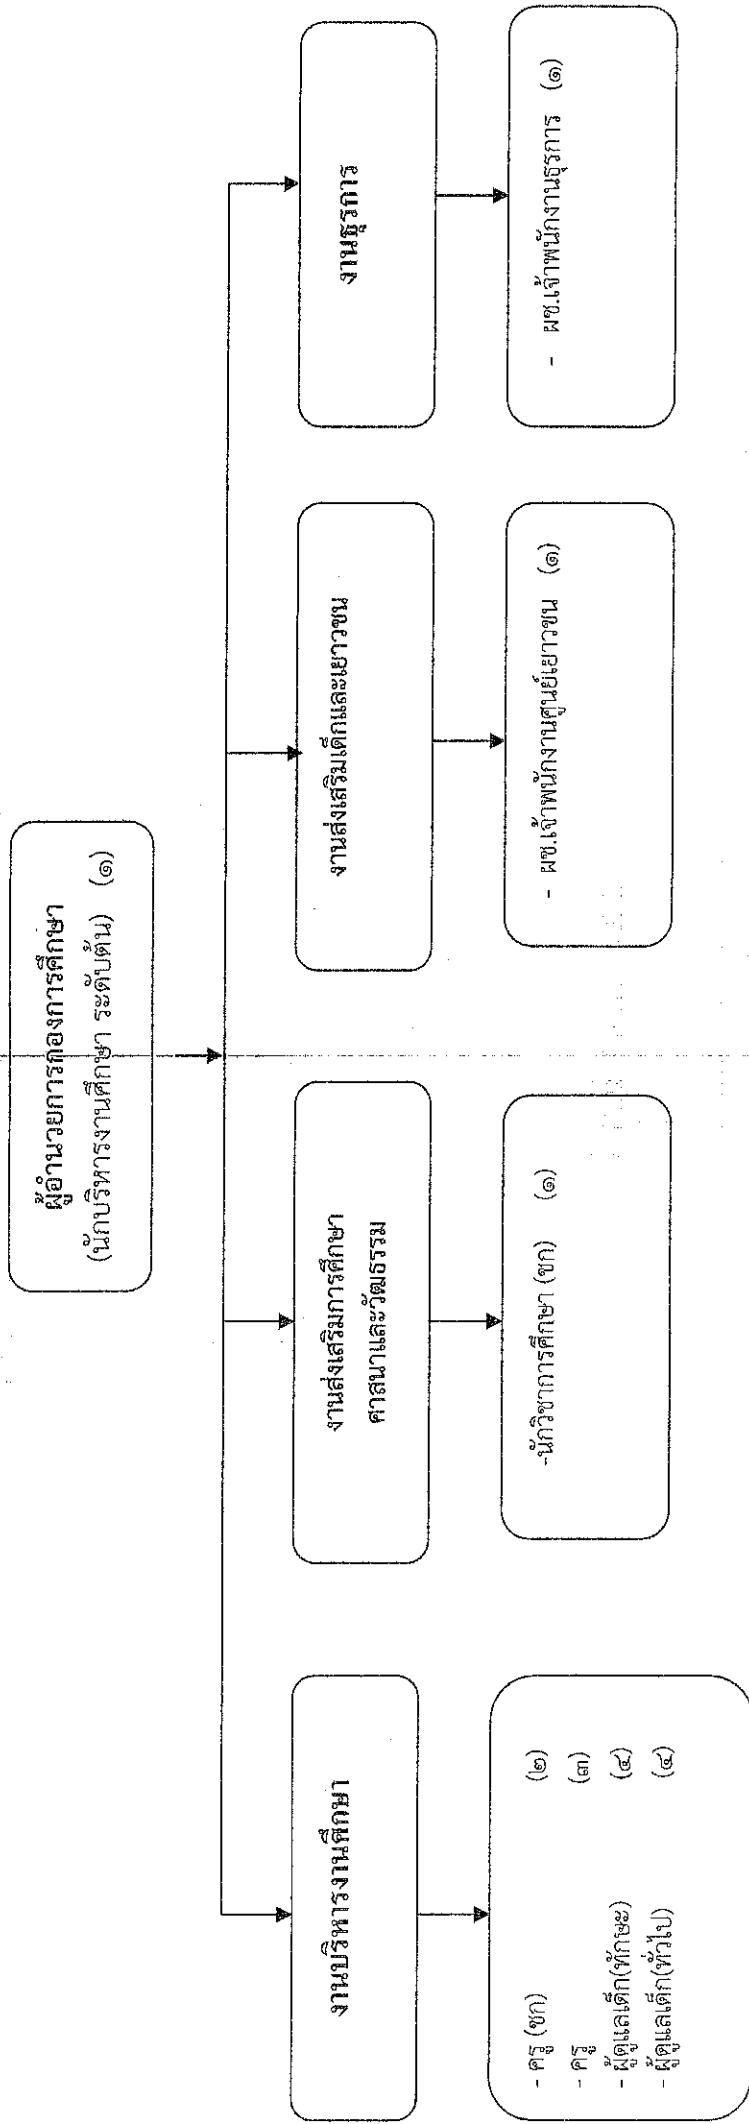 ผู้อำนวยการกองการศึกษา
(นักบริหารงานศึกษา ระดับต้น) (๑)
งานบริหารงานศึกษา
งานส่งเสริมการศึกษา
ศาสนาและวัฒธรรม
งานส่งเสริมเด็กและเยาวชน
งานธุรการ
- ครู (ชก) (๒)
- ครู (๓)
- ผู้ดูแลเด็ก(ทักษะ) (๔)
- ผู้ดูแลเด็ก(ทั่วไป) (๔)
-นักวิชาการศึกษา (ชก) (๑)
- ผช.เจ้าพนักงานศูนย์เยาวชน (๑)
- ผช.เจ้าพนักงานธุรการ (๑)